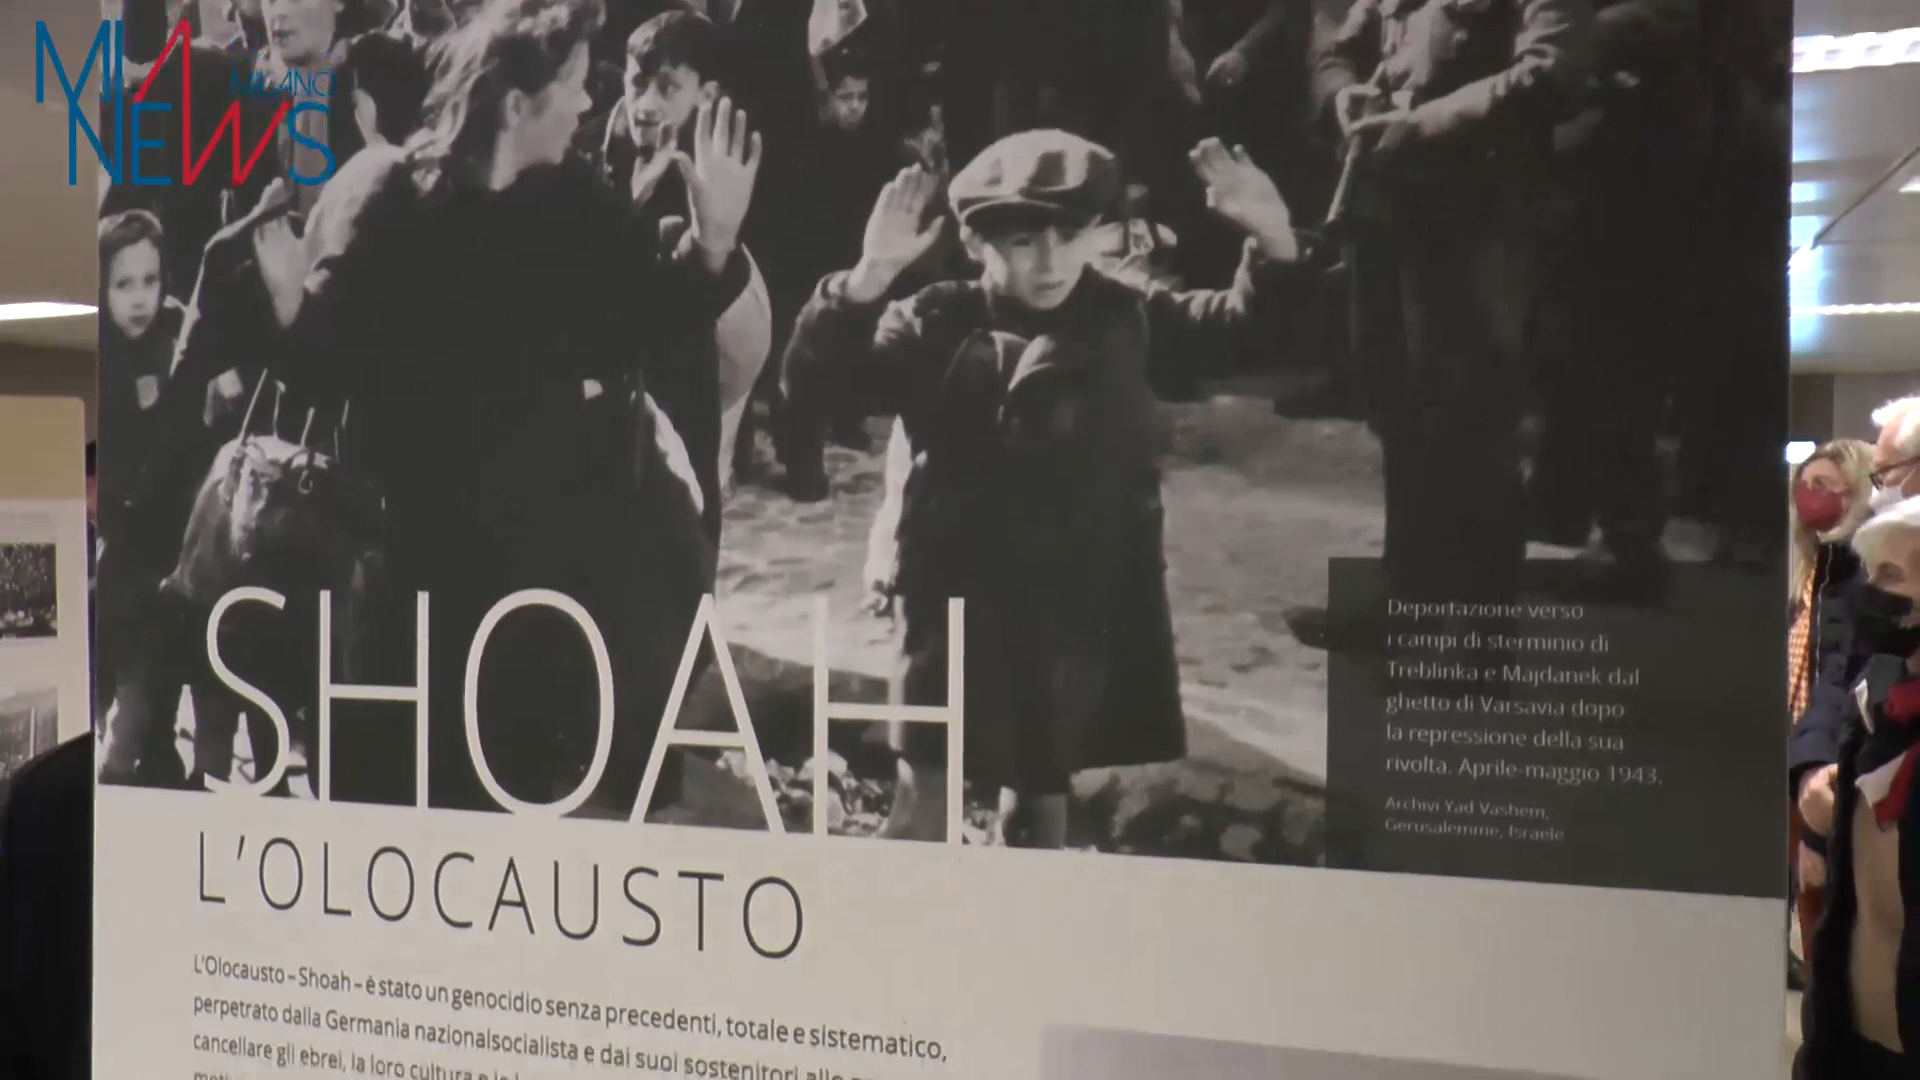 MIA
MILANO
NEWS
SHOAH
L'OLOCAUSTO
Deportazione verso
i campi di sterminio di
Treblinka e Majdanek dal
ghetto di Varsavia dopo
la repressione della sua
rivolta. Aprile-maggio 1943.
Archivi Yad Vashem,
Gerusalemme, Israele
L'Olocausto – Shoah – è stato un genocidio senza precedenti, totale e sistematico,
perpetrato dalla Germania nazionalsocialista e dai suoi sostenitori allo
cancellare gli ebrei, la loro cultura e